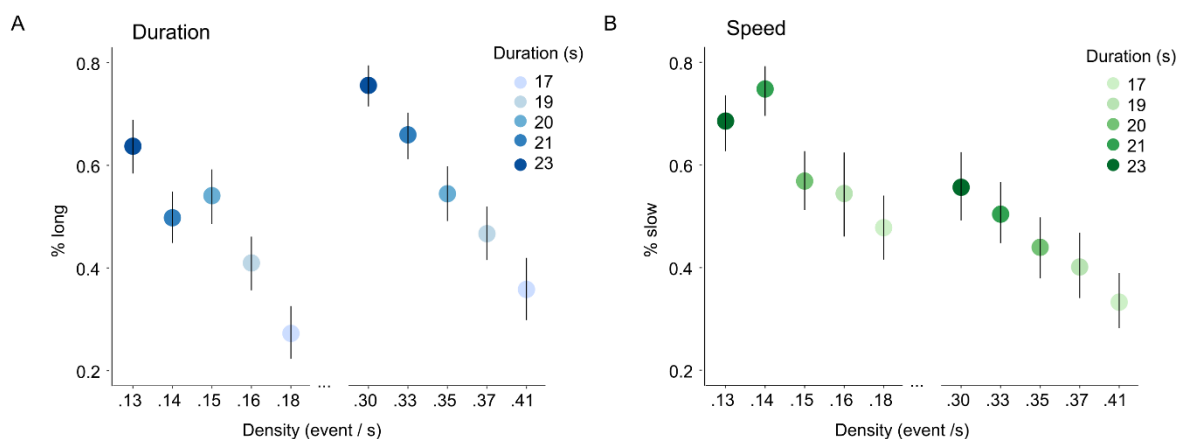 A
Duration
Duration (s)
17
19
20
21
23
% long
0.8
0.6
0.4
0.2
.13 .14 .15 .16 .18 ... .30 .33 .35 .37 .41
Density (event / s)
B
Speed
Duration (s)
17
19
20
21
23
% slow
0.8
0.6
0.4
0.2
.13 .14 .15 .16 .18 ... .30 .33 .35 .37 .41
Density (event /s)